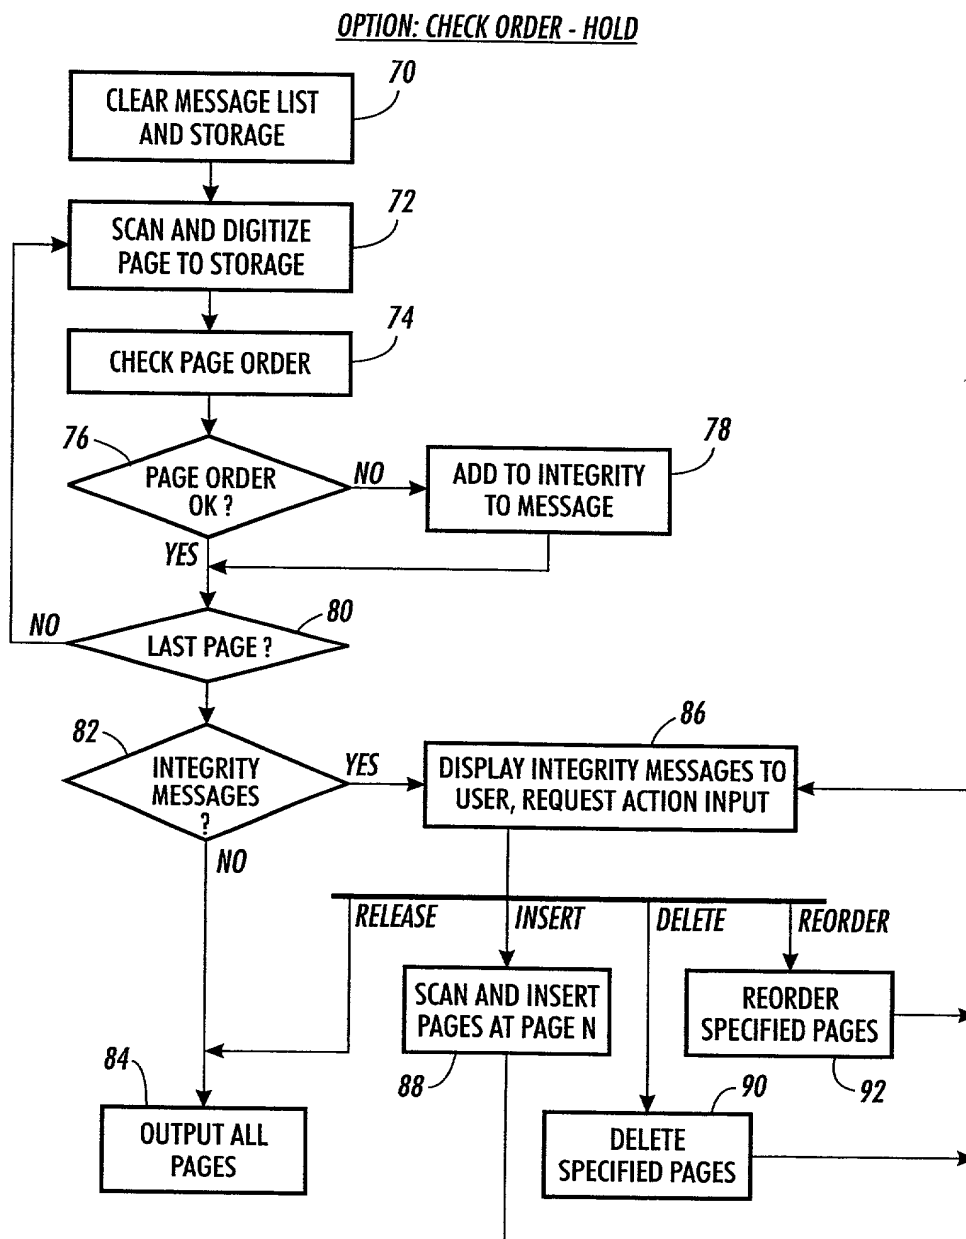 OPTION: CHECK ORDER - HOLD
70
CLEAR MESSAGE LIST
AND STORAGE
72
SCAN AND DIGITIZE
PAGE TO STORAGE
74
CHECK PAGE ORDER
76
PAGE ORDER
OK ?
NO
78
ADD TO INTEGRITY
TO MESSAGE
YES
80
NO
LAST PAGE ?
82
INTEGRITY
MESSAGES
?
YES
86
DISPLAY INTEGRITY MESSAGES TO
USER, REQUEST ACTION INPUT
NO
RELEASE
INSERT
DELETE
REORDER
SCAN AND INSERT
PAGES AT PAGE N
88
REORDER
SPECIFIED PAGES
92
84
OUTPUT ALL
PAGES
90
DELETE
SPECIFIED PAGES